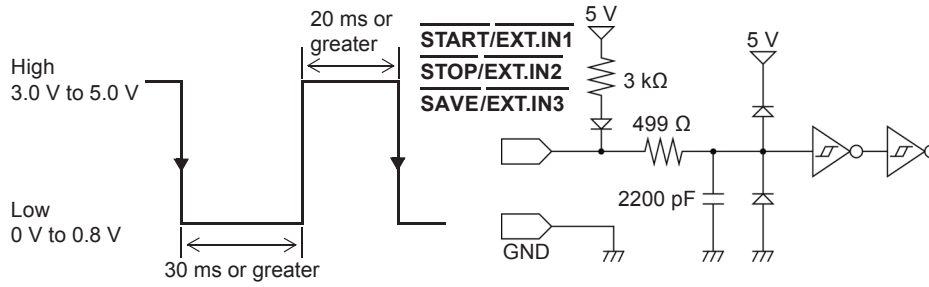 20 ms or
greater
High
3.0 V to 5.0 V
Low
0 V to 0.8 V
30 ms or greater
START/EXT.IN1
STOP/EXT.IN2
SAVE/EXT.IN3
5 V
3 kΩ
5 V
499 Ω
2200 pF
GND